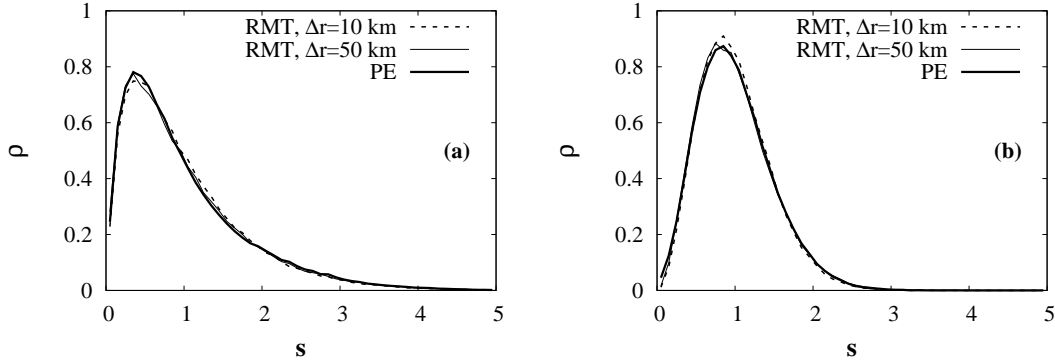 RMT, Δr=10 km
RMT, Δr=50 km
PE
(a)
ρ
1
0.8
0.6
0.4
0.2
0
0 1 2 3 4 5
s
RMT, Δr=10 km
RMT, Δr=50 km
PE
(b)
ρ
1
0.8
0.6
0.4
0.2
0
0 1 2 3 4 5
s